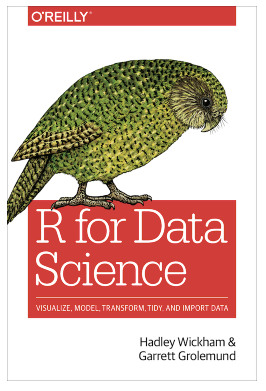 O'REILLY®
R for Data
Science
VISUALIZE, MODEL, TRANSFORM, TIDY, AND IMPORT DATA
Hadley Wickham &
Garrett Grolemund